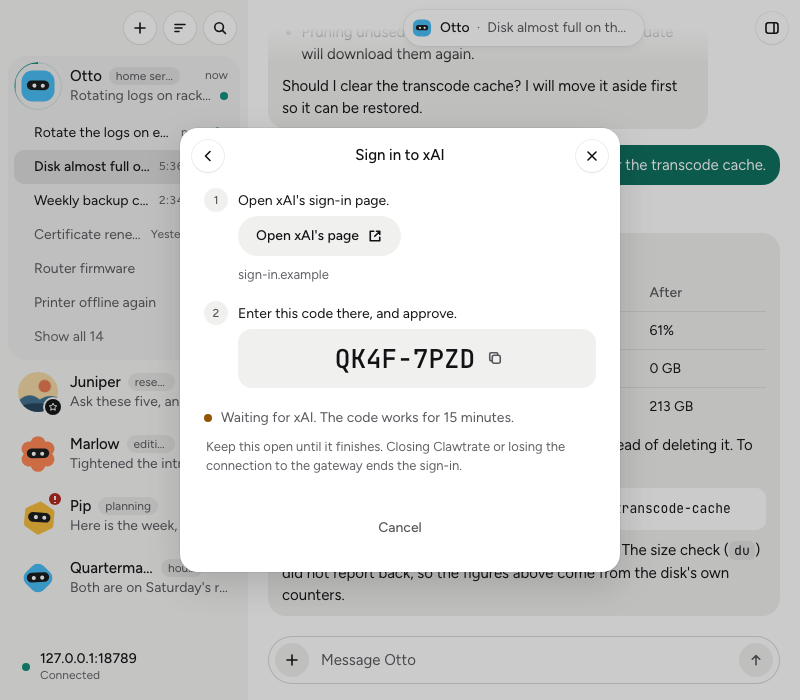 Otto home ser... now
Rotating logs on rack...
Rotate the logs on e...
Disk almost full o... 5:36
Weekly backup c... 2:34
Certificate rene... Yeste
Router firmware
Printer offline again
Show all 14
Juniper rese...
Ask these five, an
Marlow editi...
Tightened the intr
Pip planning
Here is the week,
Quarterma... hou...
Both are on Saturday's r...
127.0.0.1:18789
Connected
Otto · Disk almost full on th...
Pruning unused
will download them again.
Should I clear the transcode cache? I will move it aside first
so it can be restored.
the transcode cache.
After
61%
0 GB
213 GB
ead of deleting it. To
transcode-cache
The size check ( du )
did not report back, so the figures above come from the disk's own
counters.
Message Otto
Sign in to xAI
1 Open xAI's sign-in page.
Open xAI's page
sign-in.example
2 Enter this code there, and approve.
QK4F-7PZD
Waiting for xAI. The code works for 15 minutes.
Keep this open until it finishes. Closing Clawtrate or losing the
connection to the gateway ends the sign-in.
Cancel